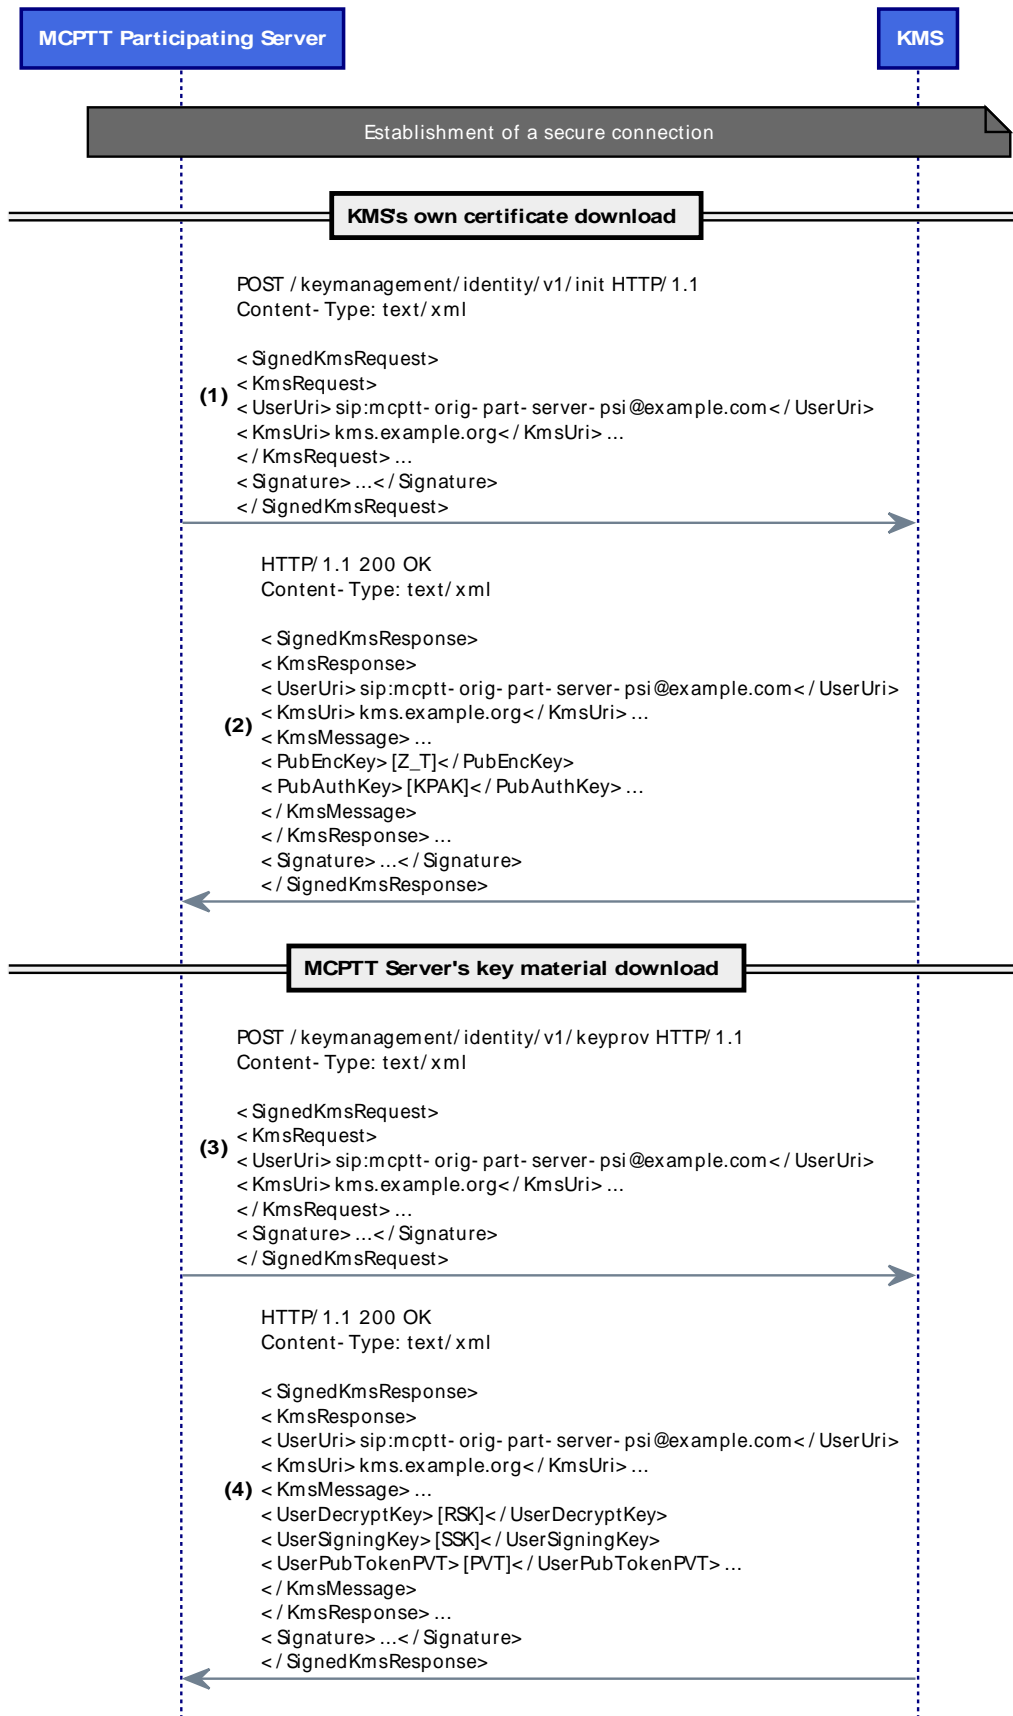 MCPTT Participating Server
KMS
Establishment of a secure connection
KMS's own certificate download
POST /keymanagement/identity/v1/init HTTP/1.1
Content-Type: text/xml
<SignedKmsRequest>
<KmsRequest>
(1)
<UserUri>sip:mcptt-orig-part-server-psi@example.com</UserUri>
<KmsUri>kms.example.org</KmsUri>...
</KmsRequest>...
<Signature>...</Signature>
</SignedKmsRequest>
HTTP/1.1 200 OK
Content-Type: text/xml
<SignedKmsResponse>
<KmsResponse>
<UserUri>sip:mcptt-orig-part-server-psi@example.com</UserUri>
<KmsUri>kms.example.org</KmsUri>...
(2)
<KmsMessage>...
<PubEncKey>[Z_T]</PubEncKey>
<PubAuthKey>[KPAK]</PubAuthKey>...
</KmsMessage>
</KmsResponse>...
<Signature>...</Signature>
</SignedKmsResponse>
MCPTT Server's key material download
POST /keymanagement/identity/v1/keyprov HTTP/1.1
Content-Type: text/xml
<SignedKmsRequest>
<KmsRequest>
(3)
<UserUri>sip:mcptt-orig-part-server-psi@example.com</UserUri>
<KmsUri>kms.example.org</KmsUri>...
</KmsRequest>...
<Signature>...</Signature>
</SignedKmsRequest>
HTTP/1.1 200 OK
Content-Type: text/xml
<SignedKmsResponse>
<KmsResponse>
<UserUri>sip:mcptt-orig-part-server-psi@example.com</UserUri>
<KmsUri>kms.example.org</KmsUri>...
(4) <KmsMessage>...
<UserDecryptKey>[RSK]</UserDecryptKey>
<UserSigningKey>[SSK]</UserSigningKey>
<UserPubTokenPVT>[PVT]</UserPubTokenPVT>...
</KmsMessage>
</KmsResponse>...
<Signature>...</Signature>
</SignedKmsResponse>